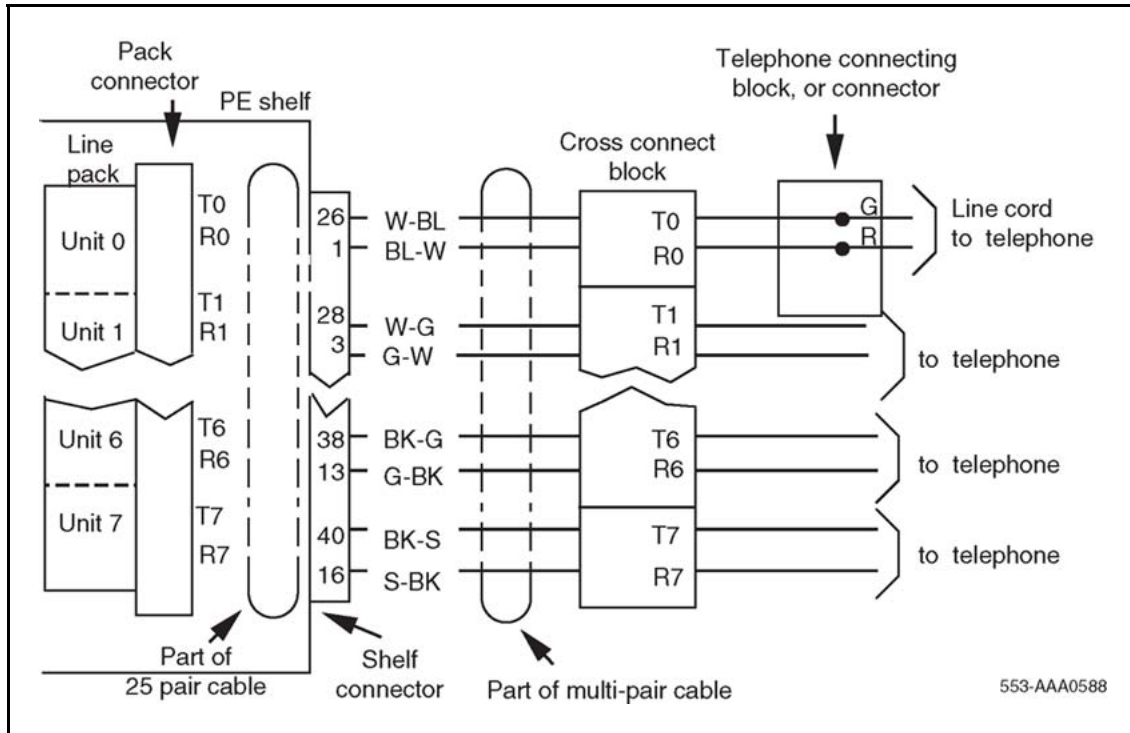 Pack
connector
PE shelf
Telephone connecting
block, or connector
Line
pack
Cross connect
block
Unit 0
T0
R0
26
1
W-BL
BL-W
T0
R0
G
R
Line cord
to telephone
Unit 1
T1
R1
28
3
W-G
G-W
T1
R1
to telephone
Unit 6
T6
R6
38
13
BK-G
G-BK
T6
R6
to telephone
Unit 7
T7
R7
40
16
BK-S
S-BK
T7
R7
to telephone
Part of
25 pair cable
Shelf
connector
Part of multi-pair cable
553-AAA0588